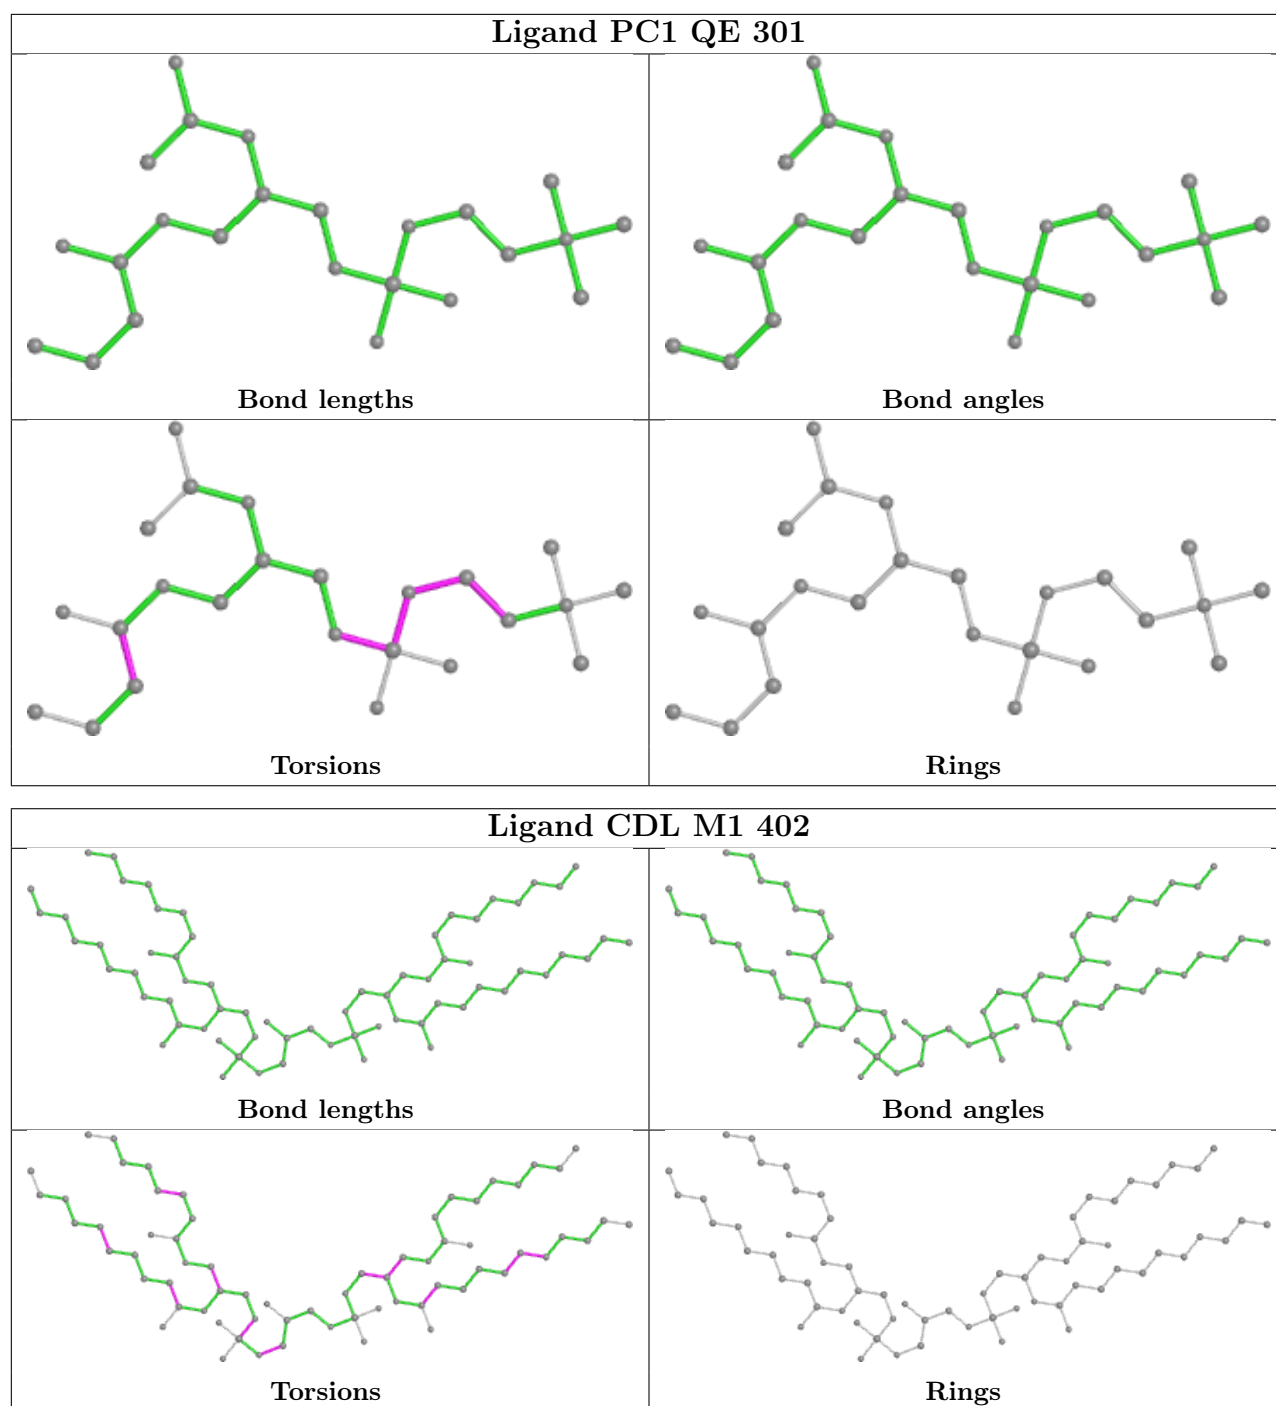 Ligand PC1 QE 301
Bond lengths
Bond angles
Torsions
Rings
Ligand CDL M1 402
Bond lengths
Bond angles
Torsions
Rings